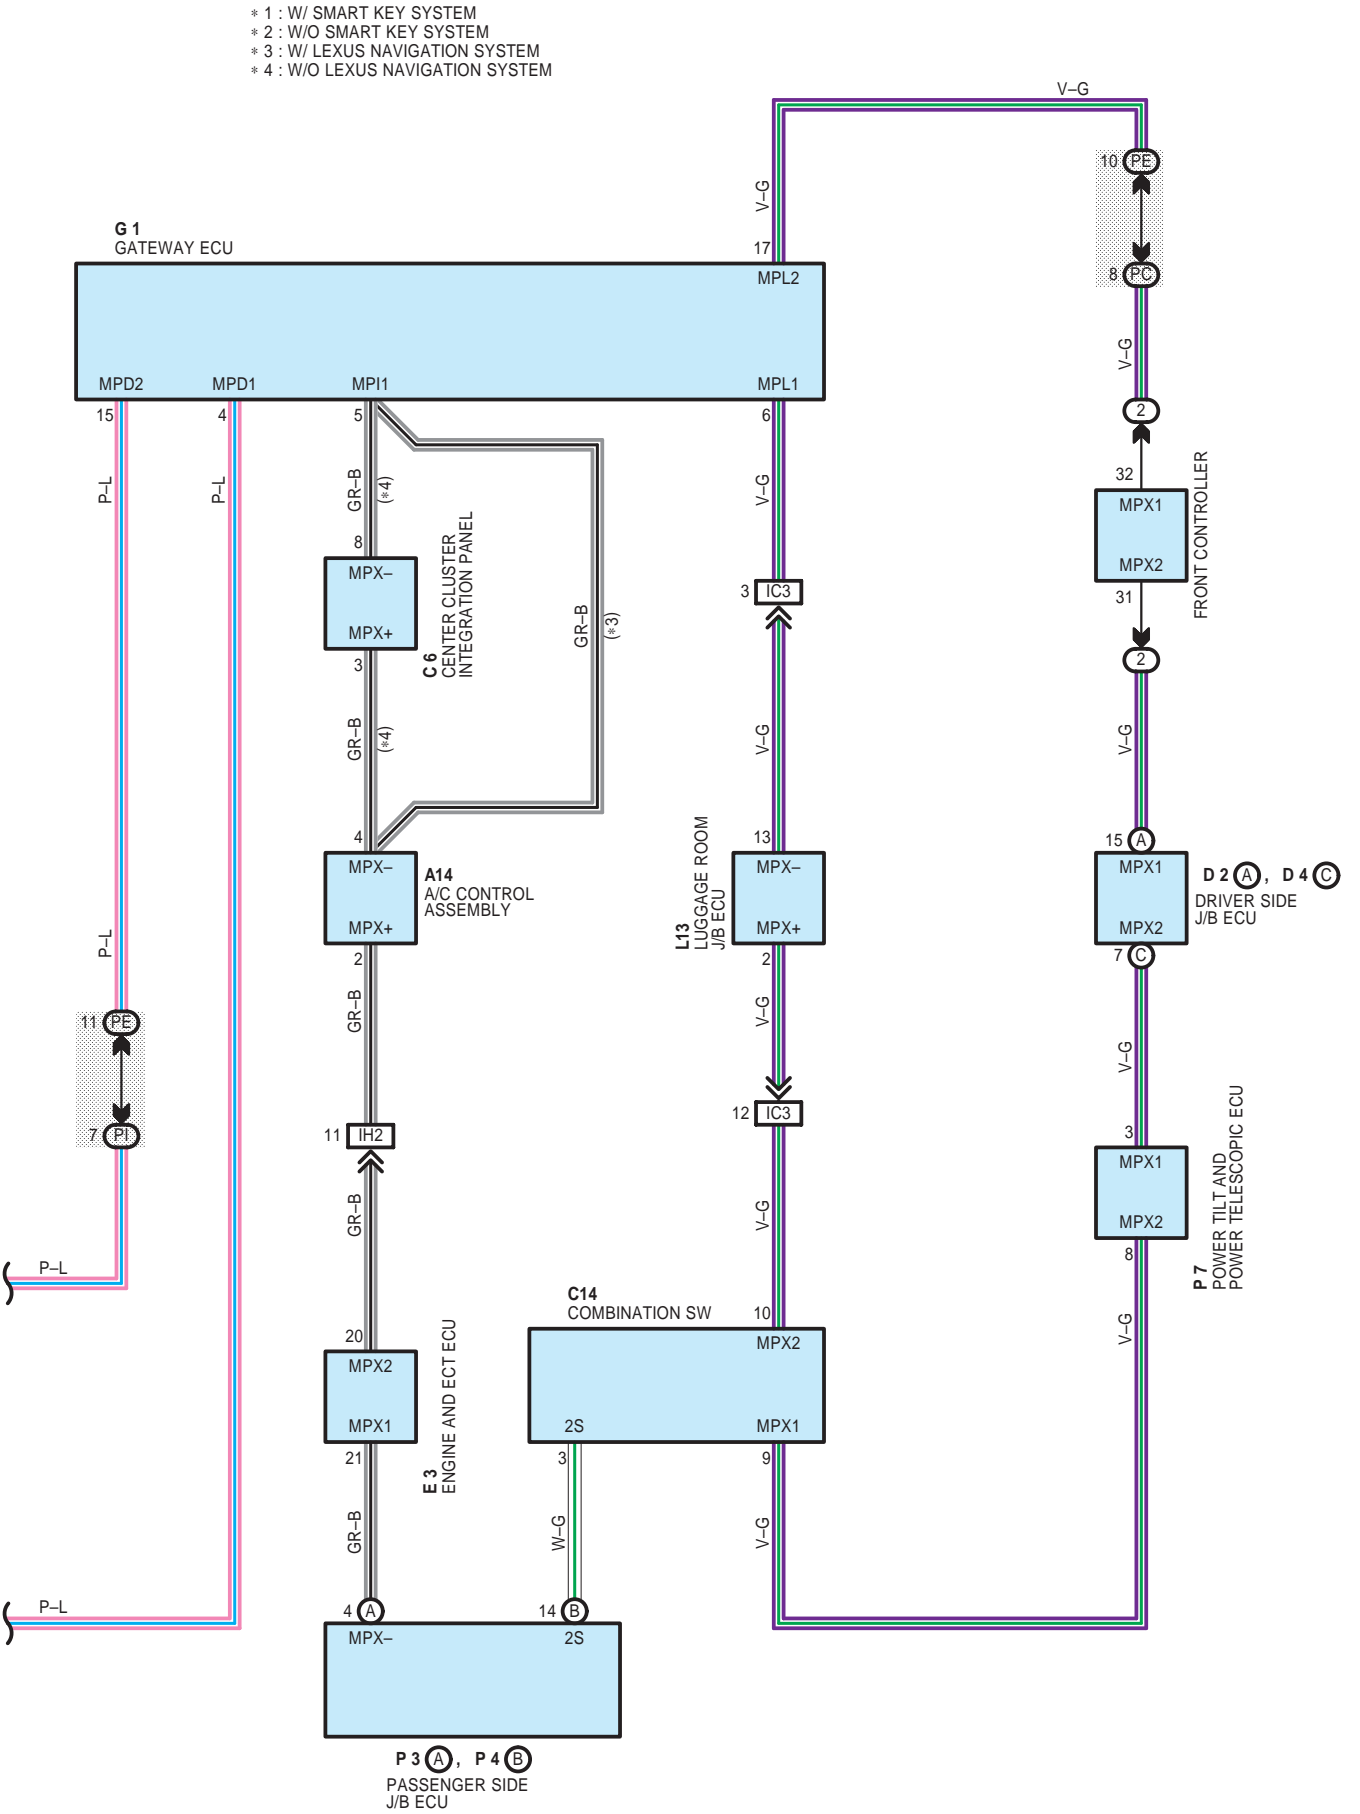 * 1 : W/ SMART KEY SYSTEM
* 2 : W/O SMART KEY SYSTEM
* 3 : W/ LEXUS NAVIGATION SYSTEM
* 4 : W/O LEXUS NAVIGATION SYSTEM
V–G
10 PE
V–G
G 1
GATEWAY ECU
17
MPL2
8 PC
V–G
MPD2
MPD1
MPI1
MPL1
15
4
5
6
2
P–L
P–L
GR–B
(*4)
V–G
32
MPX1
MPX2
31
FRONT CONTROLLER
8
MPX–
MPX+
3
C 6
CENTER CLUSTER
INTEGRATION PANEL
GR–B
(*3)
3 IC3
2
GR–B
(*4)
V–G
V–G
4
MPX–
MPX+
2
A14
A/C CONTROL
ASSEMBLY
L13
LUGGAGE ROOM
J/B ECU
13
MPX–
MPX+
2
15 A
MPX1
MPX2
7 C
D 2 A , D 4 C
DRIVER SIDE
J/B ECU
P–L
GR–B
V–G
V–G
11 PE
7 PI
11 IH2
12 IC3
3
MPX1
MPX2
8
P 7
POWER TILT AND
POWER TELESCOPIC ECU
GR–B
V–G
P–L
V–G
C14
COMBINATION SW
10
MPX2
2S
MPX1
3
9
20
MPX2
MPX1
21
E 3
ENGINE AND ECT ECU
GR–B
W–G
V–G
P–L
4 A
14 B
MPX–
2S
P 3 A , P 4 B
PASSENGER SIDE
J/B ECU